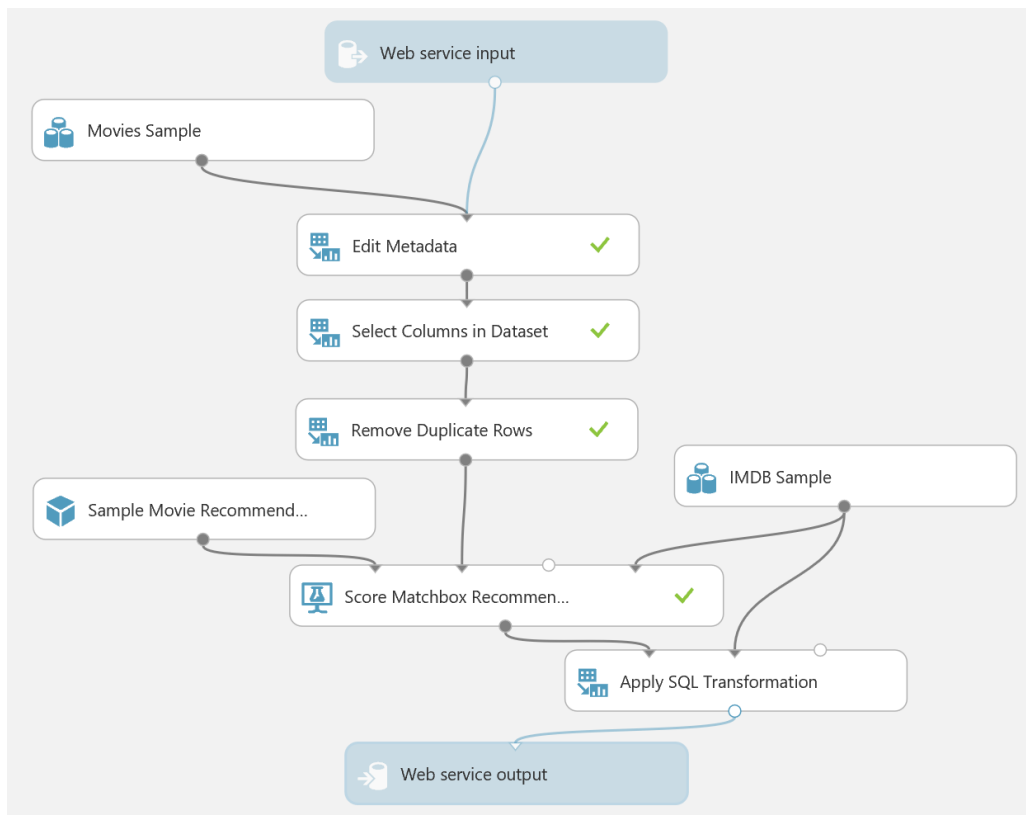 Web service input
Movies Sample
Edit Metadata
Select Columns in Dataset
Remove Duplicate Rows
IMDB Sample
Sample Movie Recommend...
Score Matchbox Recommen...
Apply SQL Transformation
Web service output